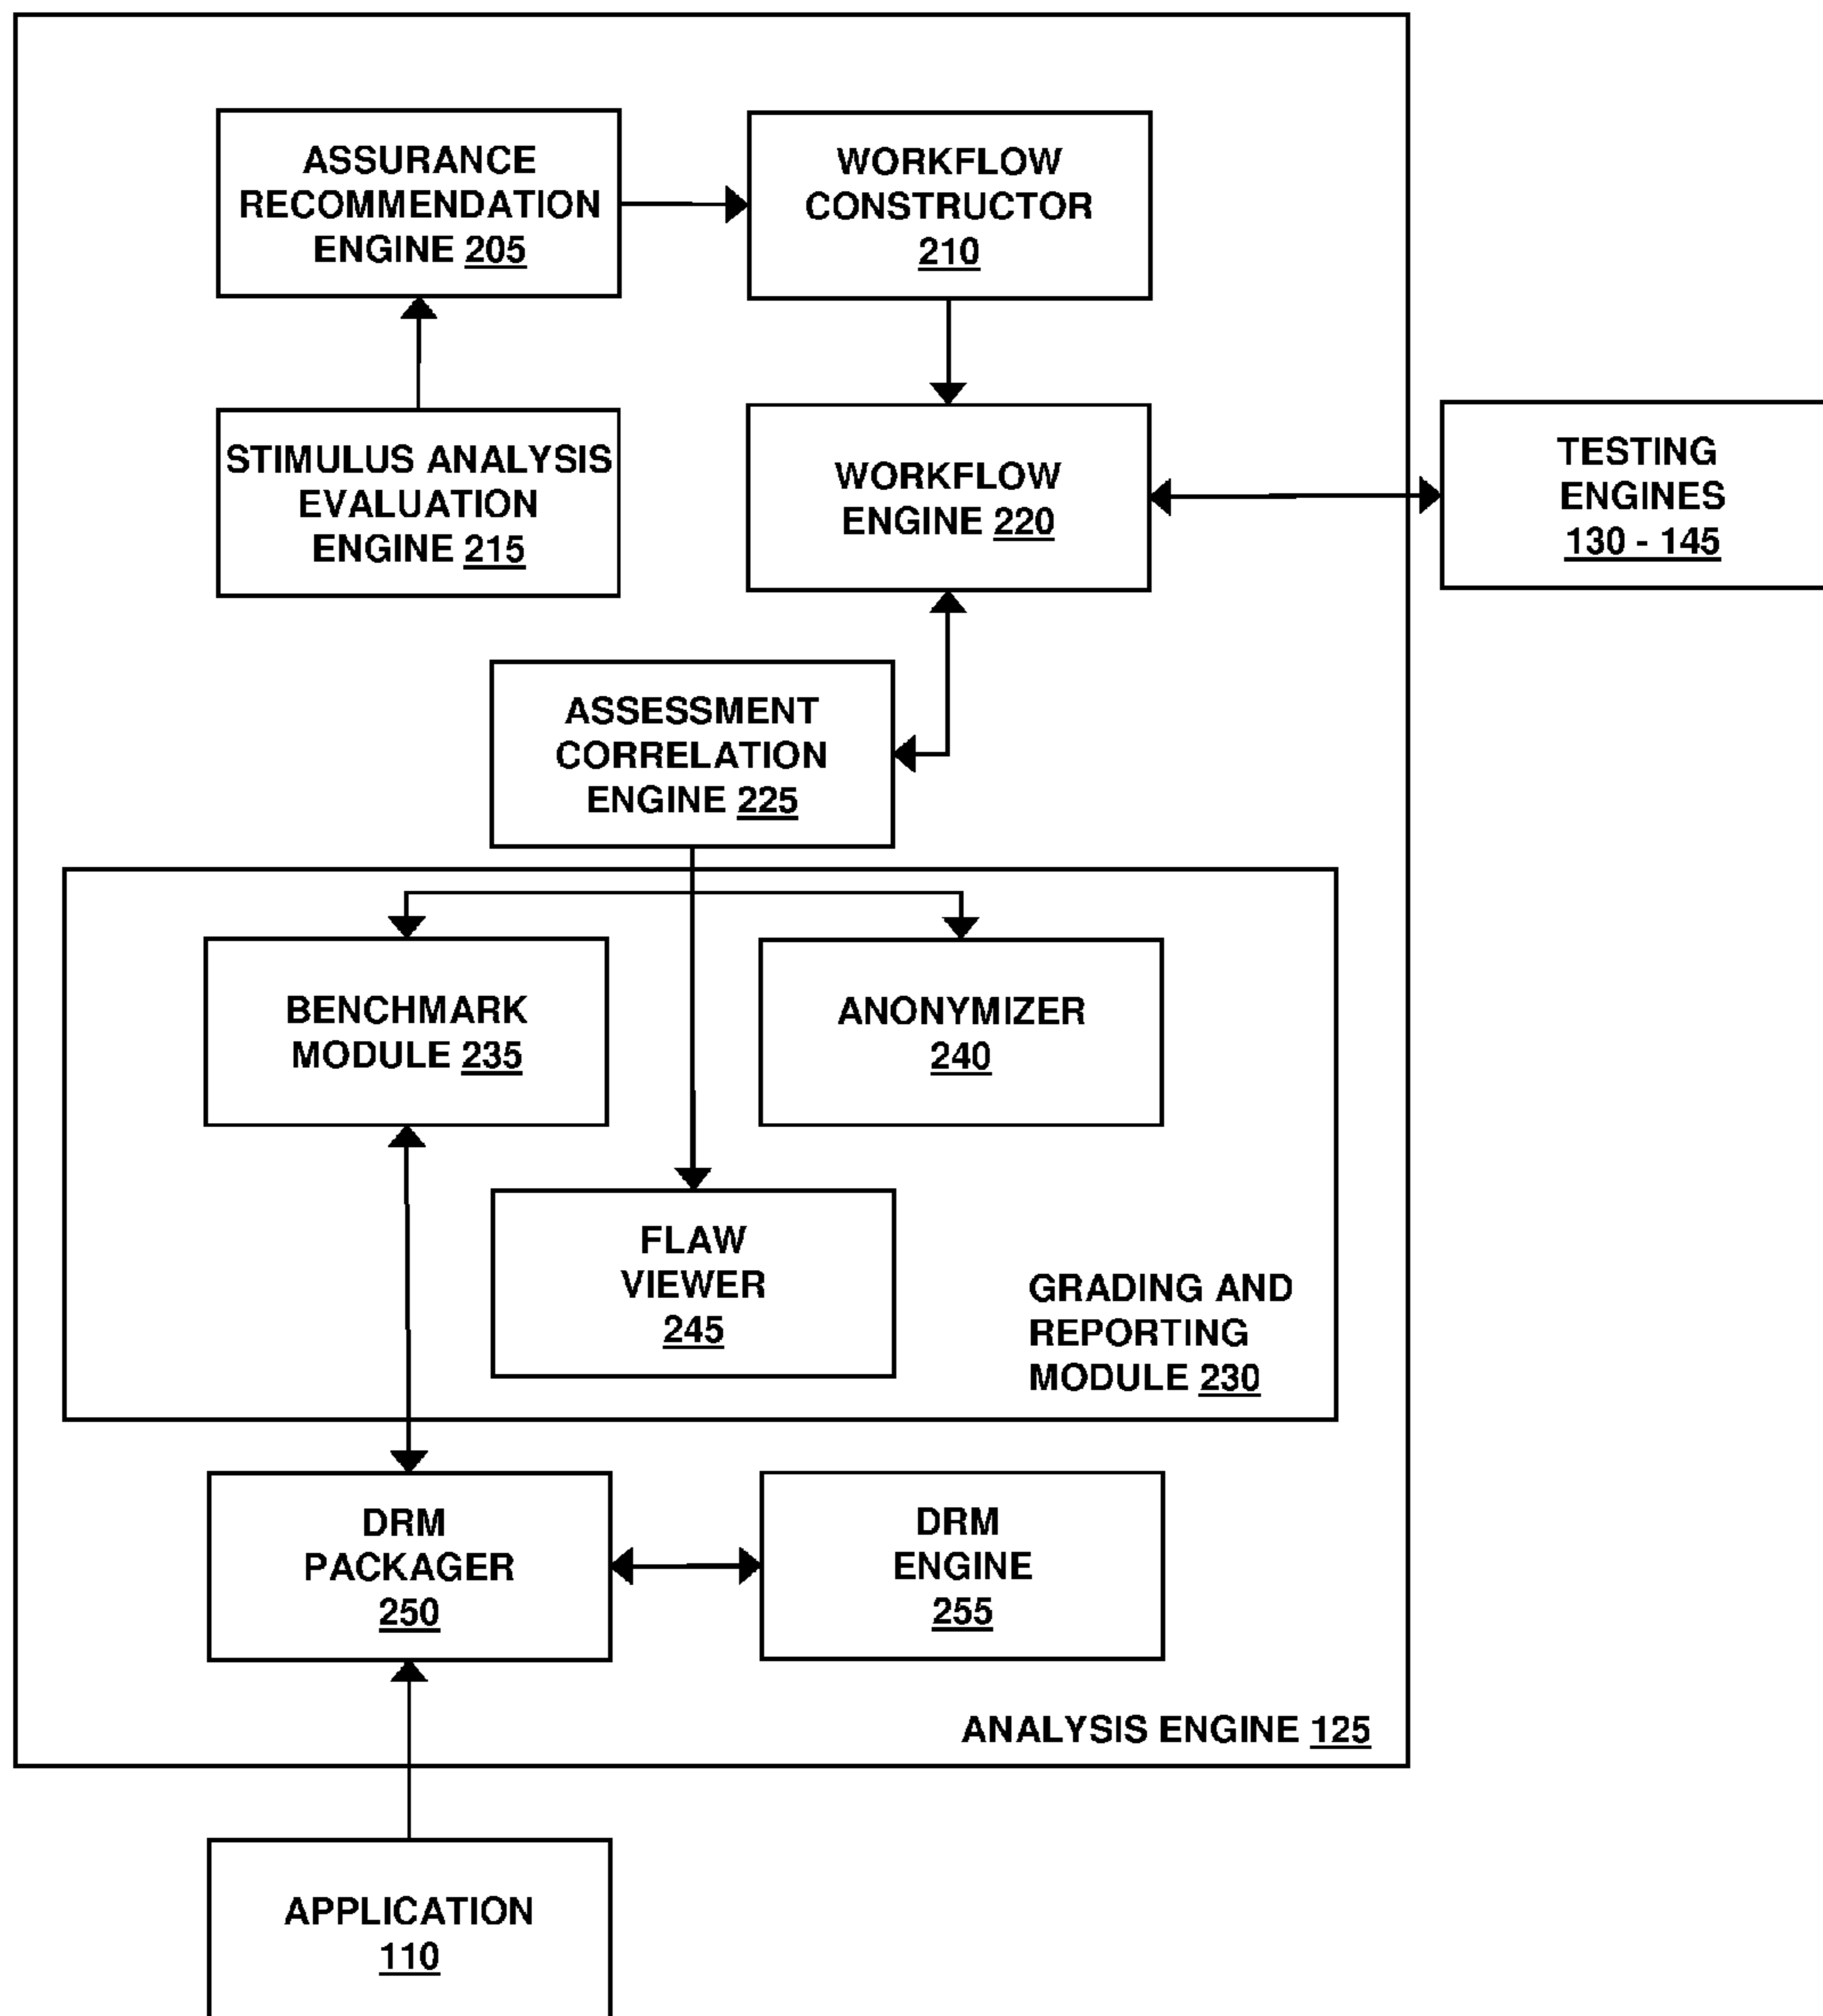 ASSURANCE
RECOMMENDATION
ENGINE 205
WORKFLOW
CONSTRUCTOR
210
STIMULUS ANALYSIS
EVALUATION
ENGINE 215
WORKFLOW
ENGINE 220
TESTING
ENGINES
130 - 145
ASSESSMENT
CORRELATION
ENGINE 225
BENCHMARK
MODULE 235
ANONYMIZER
240
FLAW
VIEWER
245
GRADING AND
REPORTING
MODULE 230
DRM
PACKAGER
250
DRM
ENGINE
255
ANALYSIS ENGINE 125
APPLICATION
110